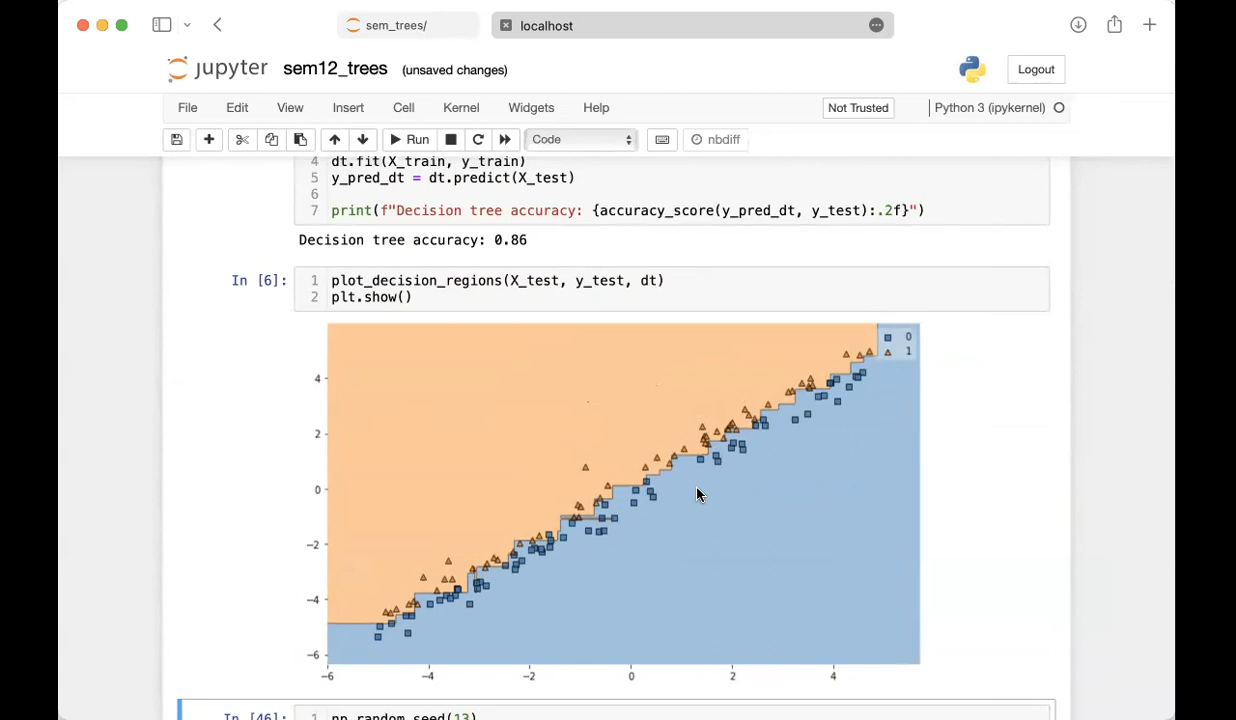 sem_trees/
localhost
jupyter sem12_trees (unsaved changes)
Logout
File Edit View Insert Cell Kernel Widgets Help
Not Trusted
Python 3 (ipykernel)
Run
Code
nbdiff
4 dt.fit(X_train, y_train)
5 y_pred_dt = dt.predict(X_test)
6
7 print(f"Decision tree accuracy: {accuracy_score(y_pred_dt, y_test):.2f}")
Decision tree accuracy: 0.86
In [6]:
1 plot_decision_regions(X_test, y_test, dt)
2 plt.show()
0
1
4
2
0
−2
−4
−6
−6 −4 −2 0 2 4
In [46]:
1 np.random.seed(13)